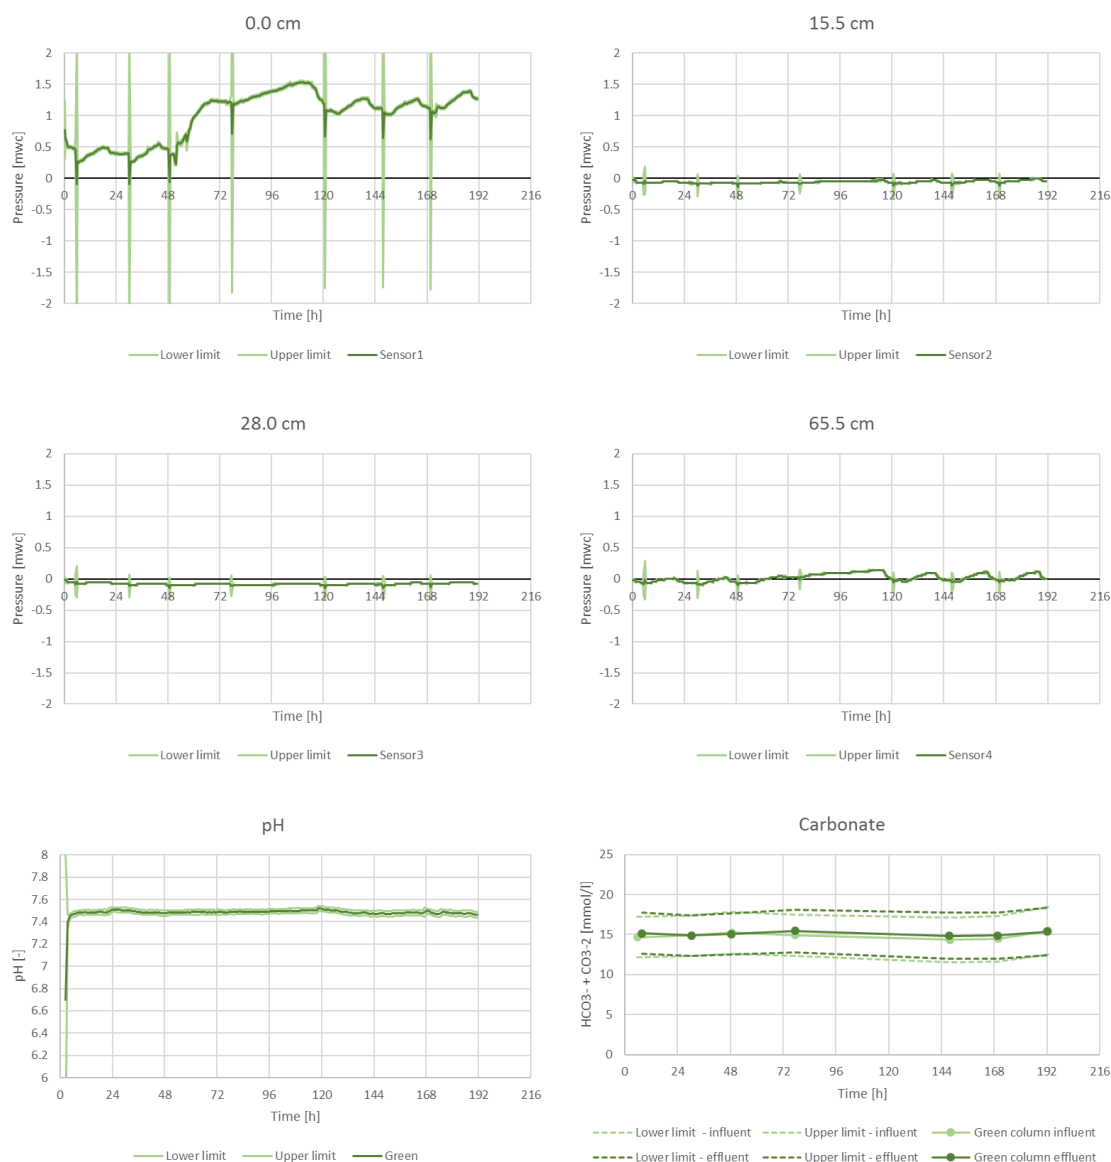 0.0 cm
2
1.5
1
0.5
0
-0.5
-1
-1.5
-2
Pressure [mwc]
0 24 48 72 96 120 144 168 192 216
Time [h]
Lower limit Upper limit Sensor1
15.5 cm
2
1.5
1
0.5
0
-0.5
-1
-1.5
-2
Pressure [mwc]
0 24 48 72 96 120 144 168 192 216
Time [h]
Lower limit Upper limit Sensor2
28.0 cm
2
1.5
1
0.5
0
-0.5
-1
-1.5
-2
Pressure [mwc]
0 24 48 72 96 120 144 168 192 216
Time [h]
Lower limit Upper limit Sensor3
65.5 cm
2
1.5
1
0.5
0
-0.5
-1
-1.5
-2
Pressure [mwc]
0 24 48 72 96 120 144 168 192 216
Time [h]
Lower limit Upper limit Sensor4
pH
8
7.8
7.6
7.4
7.2
7
6.8
6.6
6.4
6.2
6
pH [-]
0 24 48 72 96 120 144 168 192 216
Time [h]
Lower limit Upper limit Green
Carbonate
25
20
15
10
5
0
HCO3- + CO3-2 [mmol/l]
0 24 48 72 96 120 144 168 192 216
Time [h]
Lower limit - influent Upper limit - influent Green column influent
Lower limit - effluent Upper limit - effluent Green column effluent